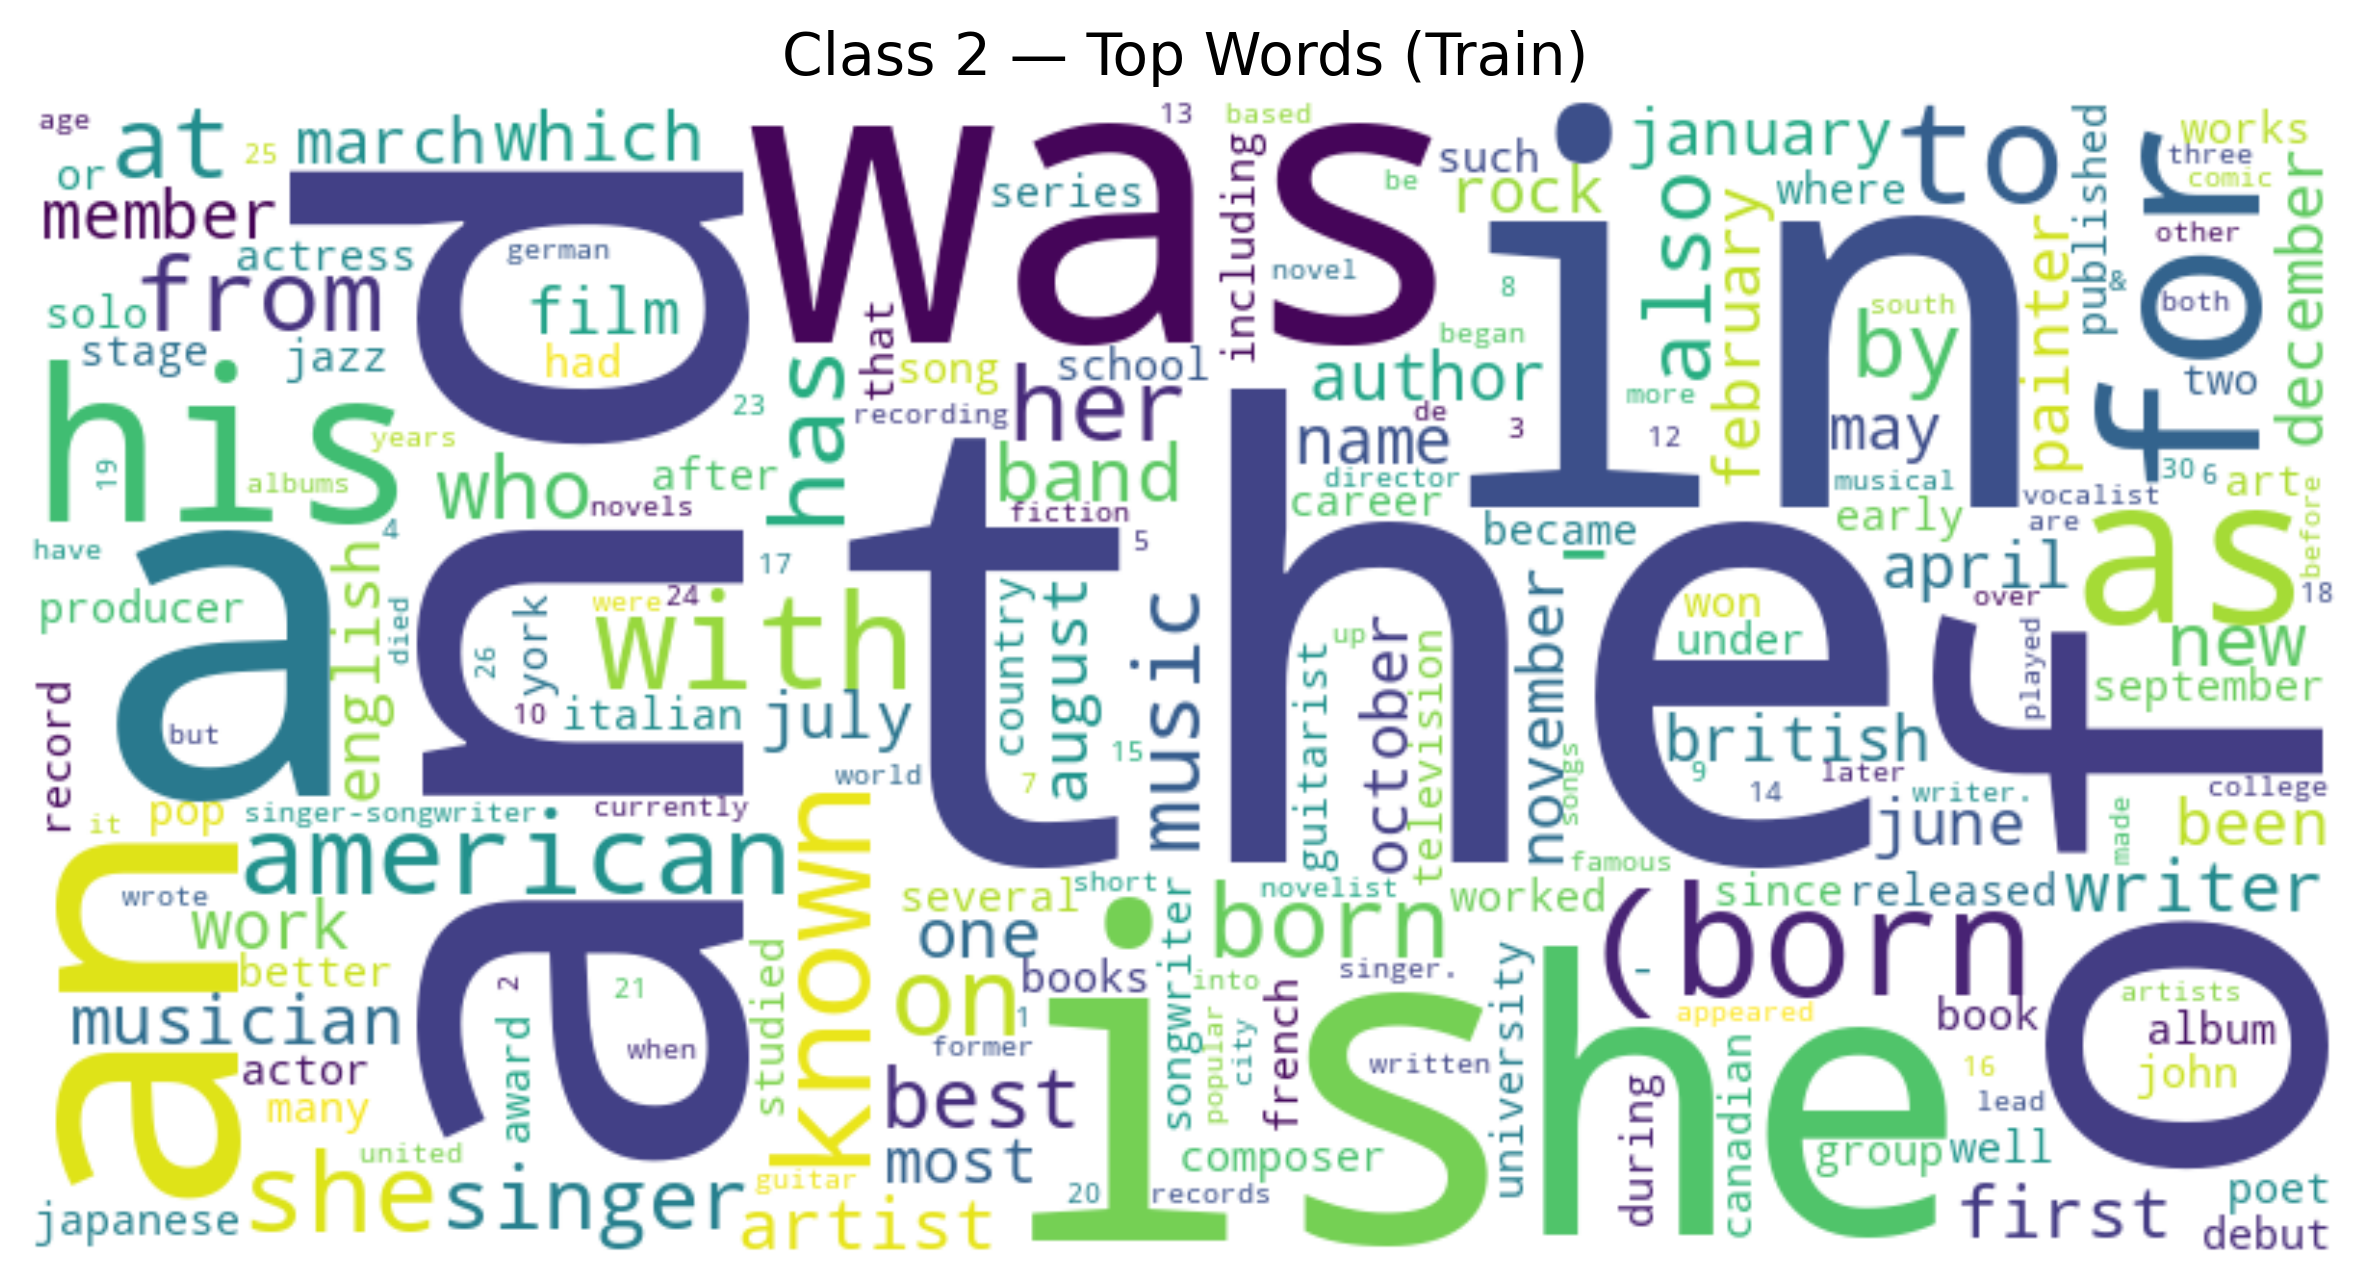 Class 2 — Top Words (Train)
age
at
25
march
which
was
13
based
such
in
january
to
published
works
three
comic
or
member
and
series
including
be
rock
also
february
where
for
other
december
actress
german
from
film
had
novel
8
by
south
painter
&
both
solo
stage
jazz
his
that
has
song
school
began
author
more
two
23
recording
her
de
name
3
12
may
years
19
albums
who
after
novels
band
director
career
musical
30
6
vocalist
art
before
fiction
became
early
are
as
have
4
a
english
17
5
the
–
april
18
producer
died
26
york
were
24
with
country
august
music
up
october
television
guitarist
november
won
under
over
of
played
new
september
10
italian
july
record
but
world
7
15
songs
british
9
14
later
college
it
pop
singer-songwriter
currently
known
writer.
june
made
been
an
american
famous
wrote
work
several
short
novelist
worked
since
released
writer
one
born
(born
better
2
21
studied
on
books
songwriter
into
singer.
university
-
musician
1
is
he
appeared
book
artists
album
award
when
former
popular
city
french
written
16
john
actor
many
best
lead
during
canadian
united
she
singer
guitar
most
composer
group
well
20
records
first
poet
japanese
artist
debut